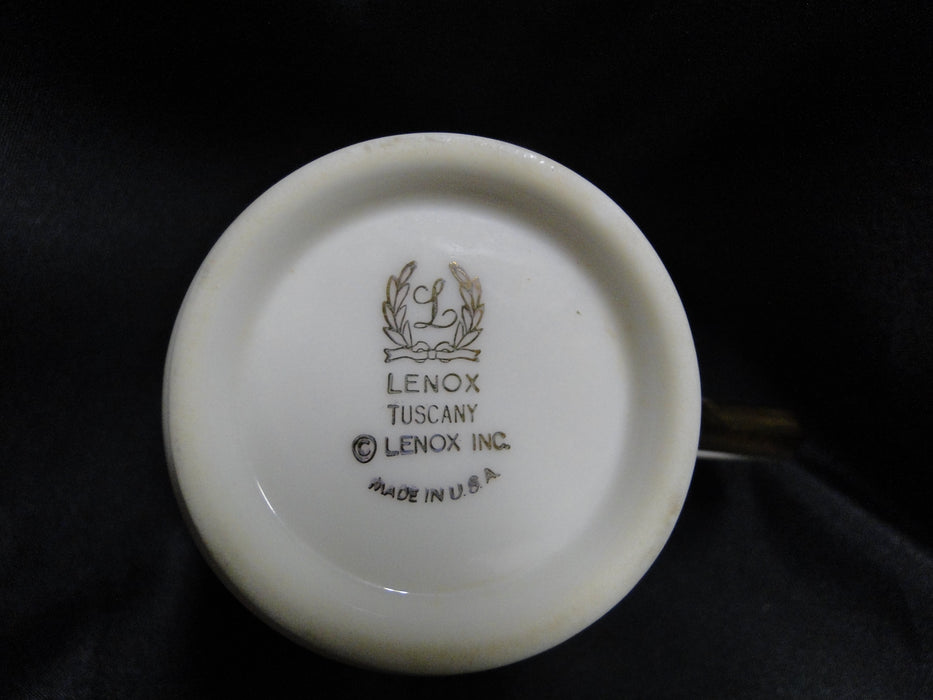 L
LENOX
TUSCANY
© LENOX INC.
MADE IN U.S.A.